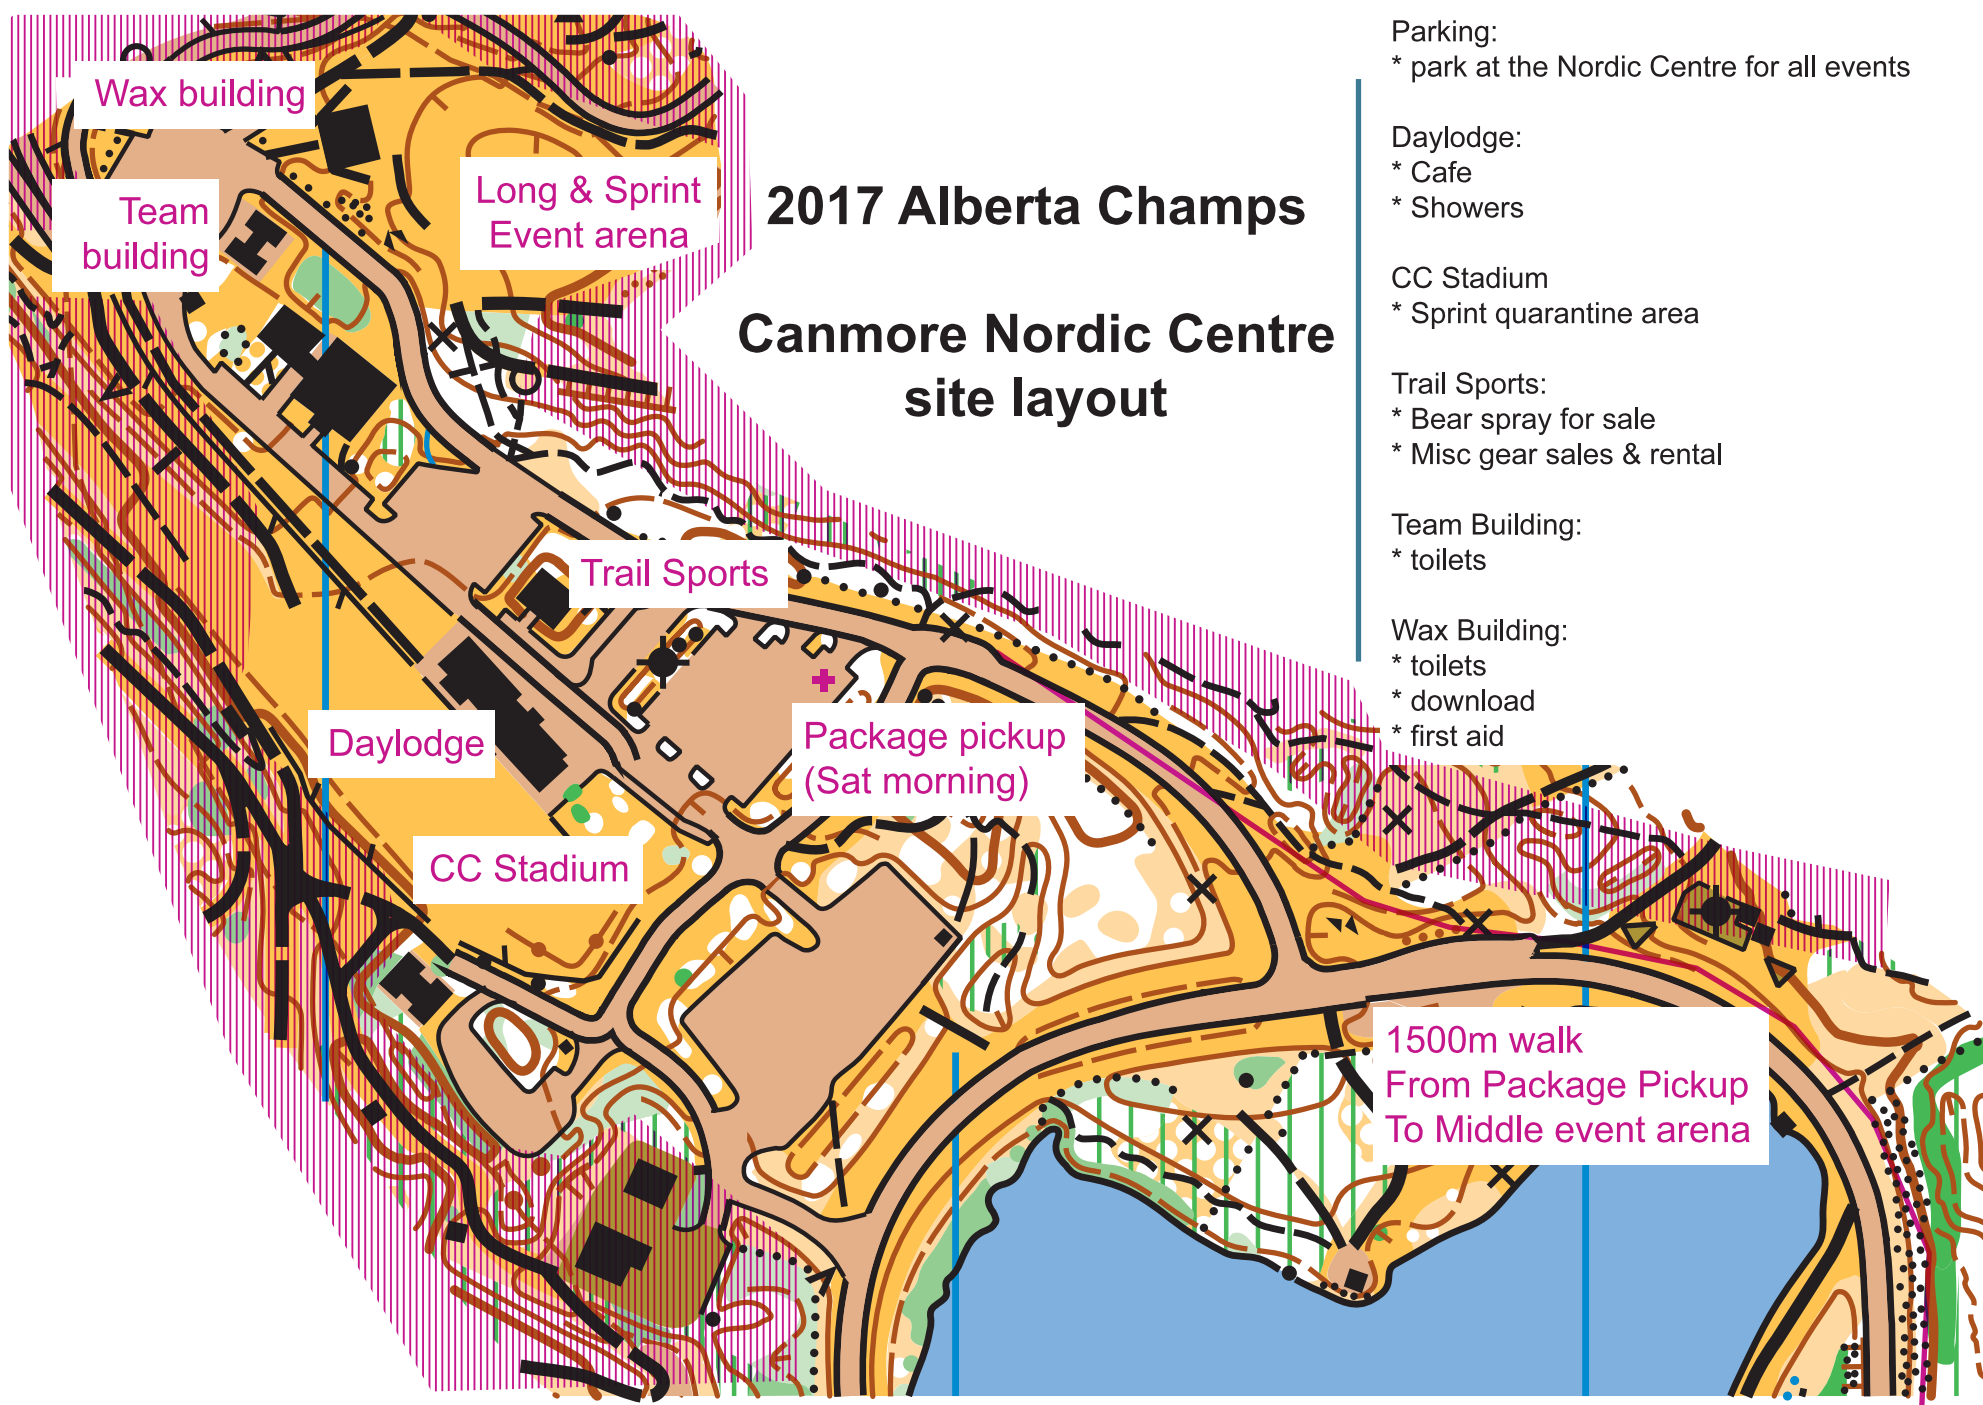 Wax building
Team
building
Long & Sprint
Event arena
2017 Alberta Champs
Canmore Nordic Centre
site layout
Trail Sports
Daylodge
Package pickup
(Sat morning)
CC Stadium
1500m walk
From Package Pickup
To Middle event arena
Parking:
* park at the Nordic Centre for all events
Daylodge:
* Cafe
* Showers
CC Stadium
* Sprint quarantine area
Trail Sports:
* Bear spray for sale
* Misc gear sales & rental
Team Building:
* toilets
Wax Building:
* toilets
* download
* first aid